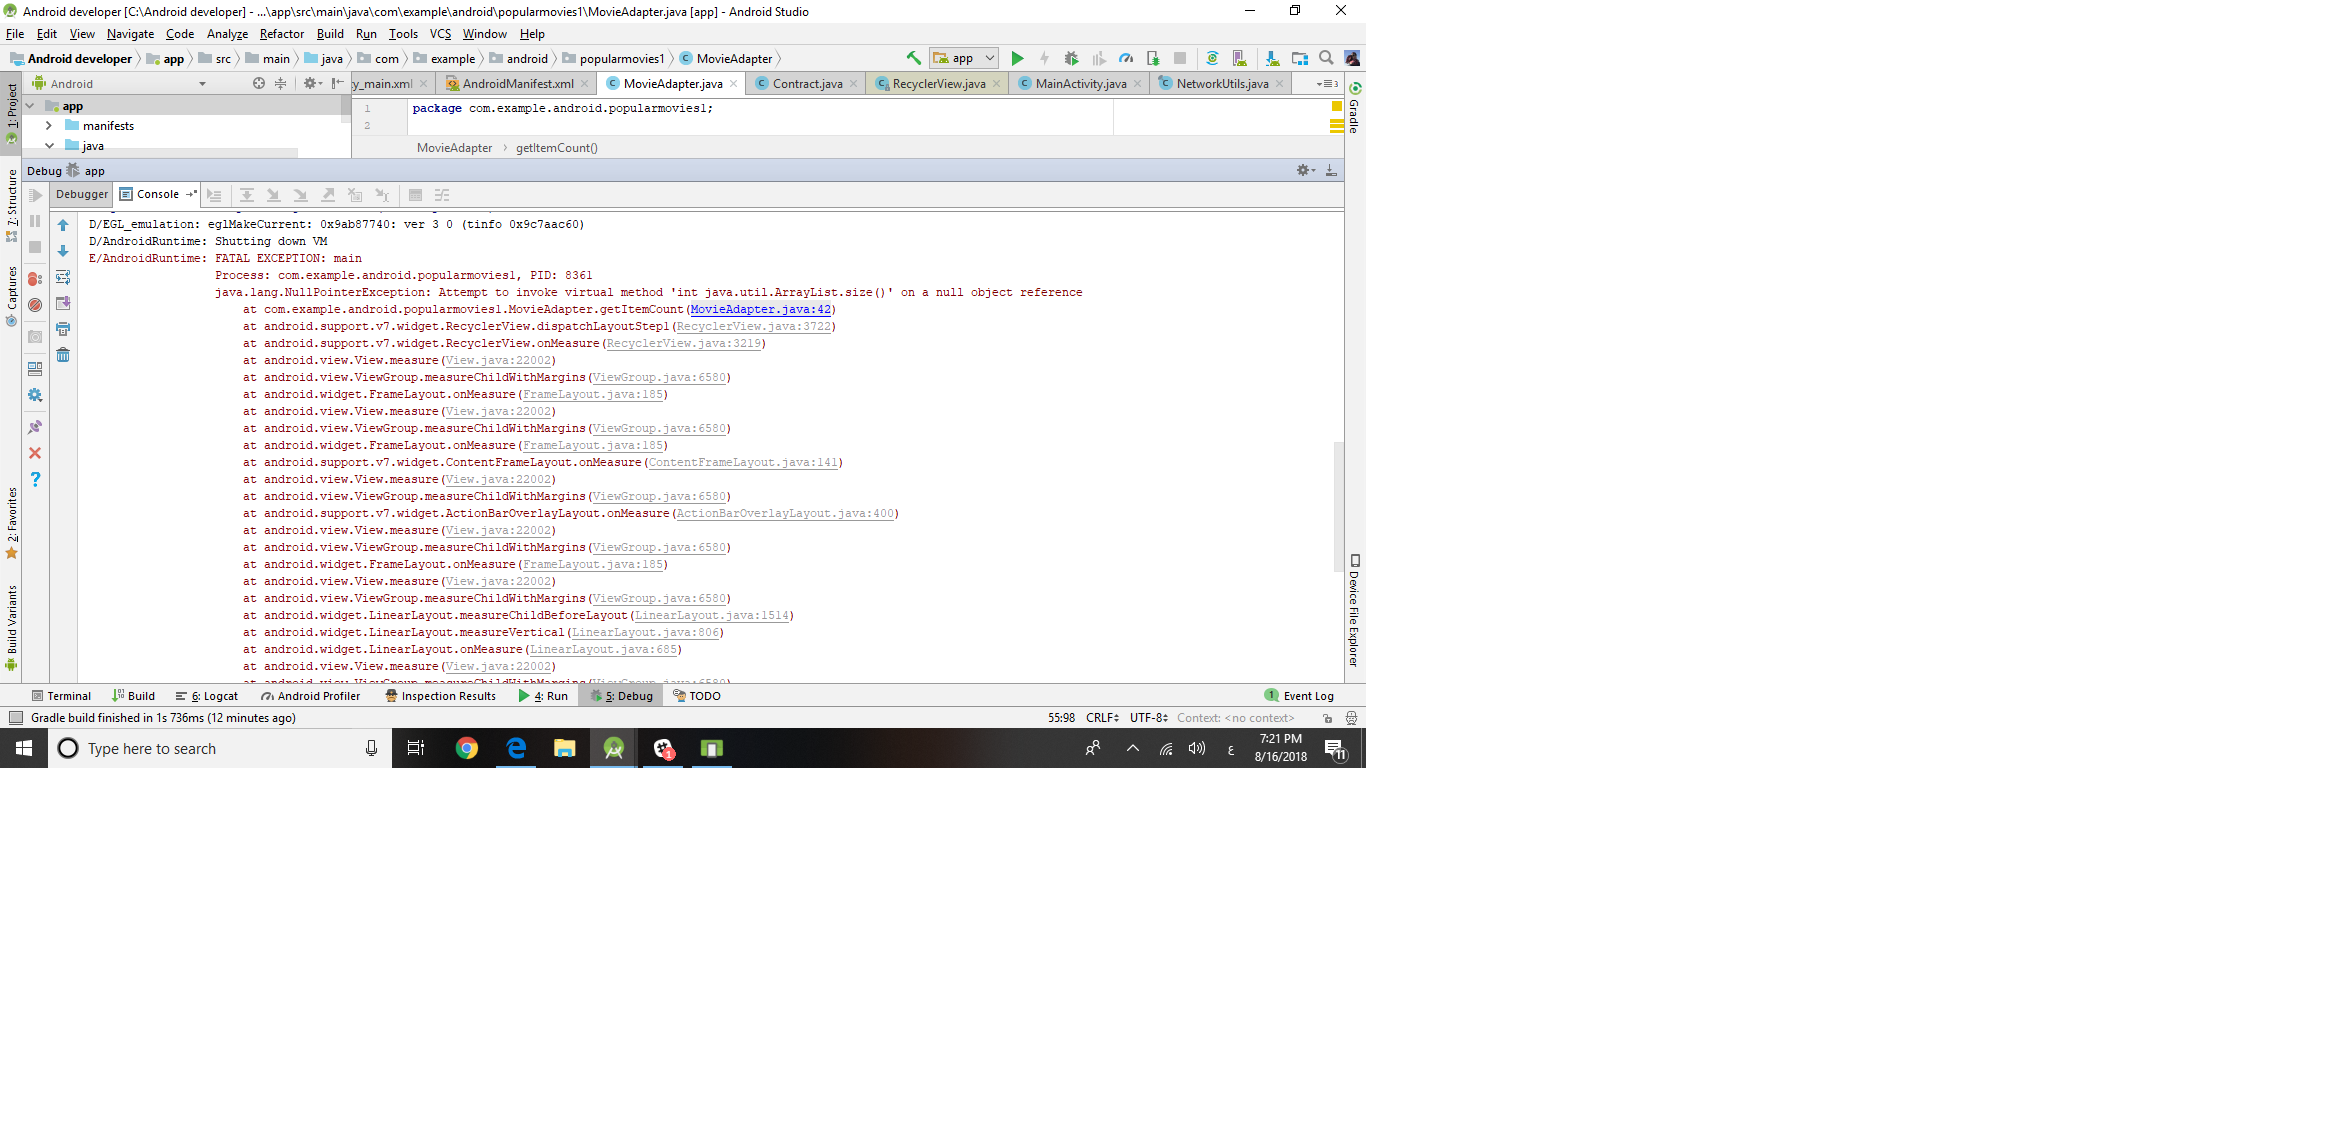 Android developer [C:\Android developer] - ...\app\src\main\java\com\example\android\popularmovies1\MovieAdapter.java [app] - Android Studio
File Edit View Navigate Code Analyze Refactor Build Run Tools VCS Window Help
Android developer app src main java com example android popularmovies1 MovieAdapter app
Android y_main.xml AndroidManifest.xml MovieAdapter.java Contract.java RecyclerView.java MainActivity.java NetworkUtils.java 3
app
manifests
java
1 package com.example.android.popularmovies1;
2
MovieAdapter getItemCount()
Debug app
Debugger Console
D/EGL_emulation: eglMakeCurrent: 0x9ab87740: ver 3 0 (tinfo 0x9c7aac60)
D/AndroidRuntime: Shutting down VM
E/AndroidRuntime: FATAL EXCEPTION: main
Process: com.example.android.popularmovies1, PID: 8361
java.lang.NullPointerException: Attempt to invoke virtual method 'int java.util.ArrayList.size()' on a null object reference
at com.example.android.popularmovies1.MovieAdapter.getItemCount(MovieAdapter.java:42)
at android.support.v7.widget.RecyclerView.dispatchLayoutStep1(RecyclerView.java:3722)
at android.support.v7.widget.RecyclerView.onMeasure(RecyclerView.java:3219)
at android.view.View.measure(View.java:22002)
at android.view.ViewGroup.measureChildWithMargins(ViewGroup.java:6580)
at android.widget.FrameLayout.onMeasure(FrameLayout.java:185)
at android.view.View.measure(View.java:22002)
at android.view.ViewGroup.measureChildWithMargins(ViewGroup.java:6580)
at android.widget.FrameLayout.onMeasure(FrameLayout.java:185)
at android.support.v7.widget.ContentFrameLayout.onMeasure(ContentFrameLayout.java:141)
at android.view.View.measure(View.java:22002)
at android.view.ViewGroup.measureChildWithMargins(ViewGroup.java:6580)
at android.support.v7.widget.ActionBarOverlayLayout.onMeasure(ActionBarOverlayLayout.java:400)
at android.view.View.measure(View.java:22002)
at android.view.ViewGroup.measureChildWithMargins(ViewGroup.java:6580)
at android.widget.FrameLayout.onMeasure(FrameLayout.java:185)
at android.view.View.measure(View.java:22002)
at android.view.ViewGroup.measureChildWithMargins(ViewGroup.java:6580)
at android.widget.LinearLayout.measureChildBeforeLayout(LinearLayout.java:1514)
at android.widget.LinearLayout.measureVertical(LinearLayout.java:806)
at android.widget.LinearLayout.onMeasure(LinearLayout.java:685)
at android.view.View.measure(View.java:22002)
at android.view.ViewGroup.measureChildWithMargins(ViewGroup.java:6580)
1: Project
7: Structure
Captures
2: Favorites
Build Variants
Gradle
Device File Explorer
Terminal Build 6: Logcat Android Profiler Inspection Results 4: Run 5: Debug TODO 1 Event Log
Gradle build finished in 1s 736ms (12 minutes ago) 55:98 CRLF UTF-8 Context: <no context>
Type here to search 1 ع 7:21 PM
8/16/2018 11